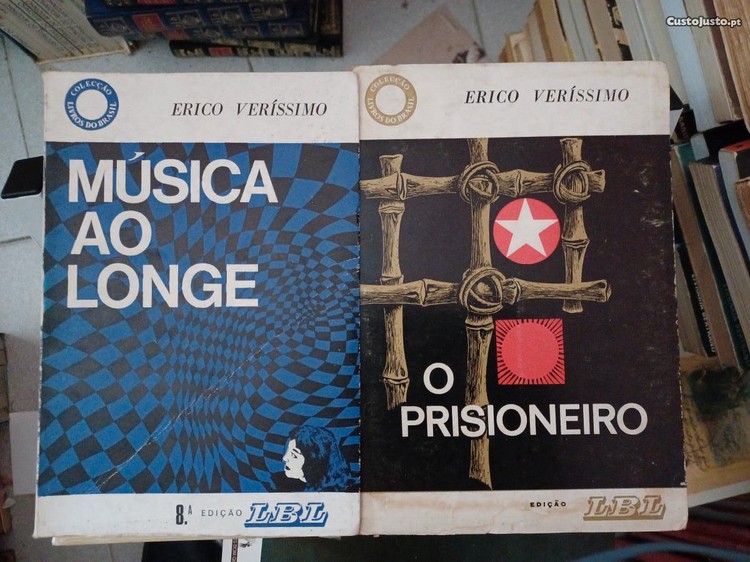 CustoJusto.pt
COLECÇÃO
LIVROS DO BRASIL
ERICO VERÍSSIMO
MÚSICA
AO
LONGE
8.ª EDIÇÃO LBL
COLECÇÃO
LIVROS DO BRASIL
ERICO VERÍSSIMO
O
PRISIONEIRO
EDIÇÃO LBL